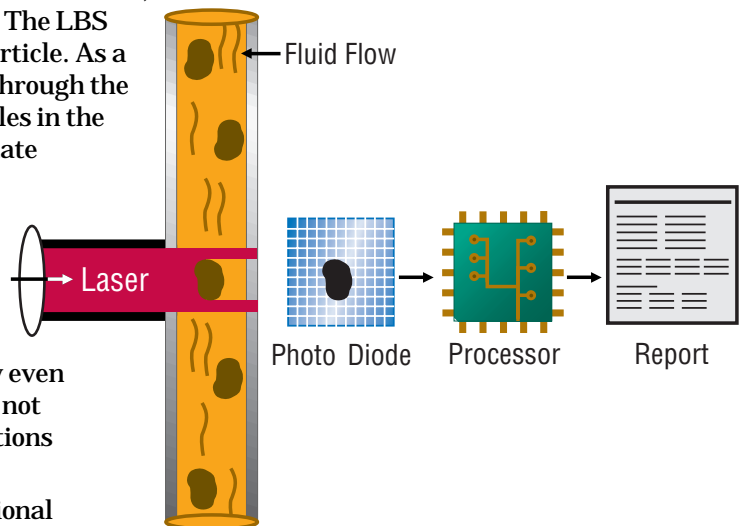 The LBS
rticle. As a
hrough the
les in the
ate
Fluid Flow
Laser
Photo Diode
Processor
Report
even
not
tions
ional